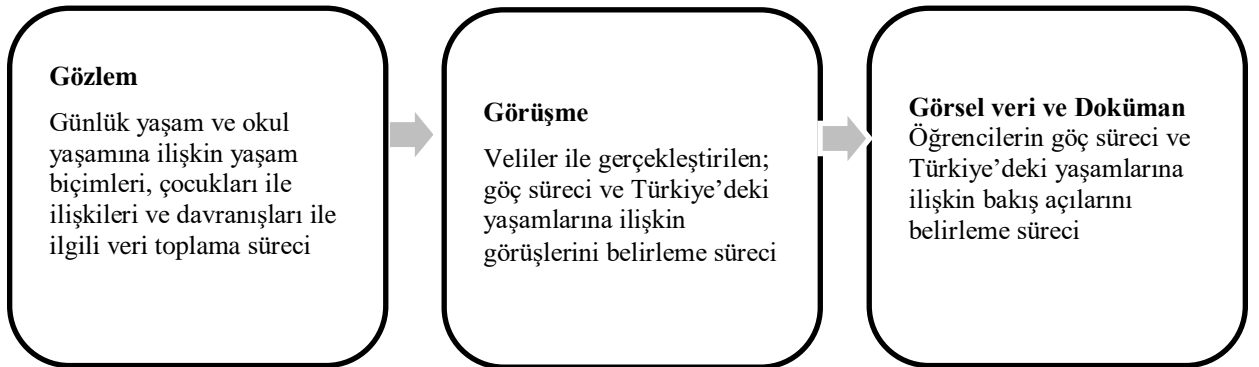 Gözlem
Günlük yaşam ve okul
yaşamına ilişkin yaşam
biçimleri, çocukları ile
ilişkileri ve davranışları ile
ilgili veri toplama süreci
Görüşme
Veliler ile gerçekleştirilen;
göç süreci ve Türkiye’deki
yaşamlarına ilişkin
görüşlerini belirleme süreci
Görsel veri ve Doküman
Öğrencilerin göç süreci ve
Türkiye’deki yaşamlarına
ilişkin bakış açılarını
belirleme süreci